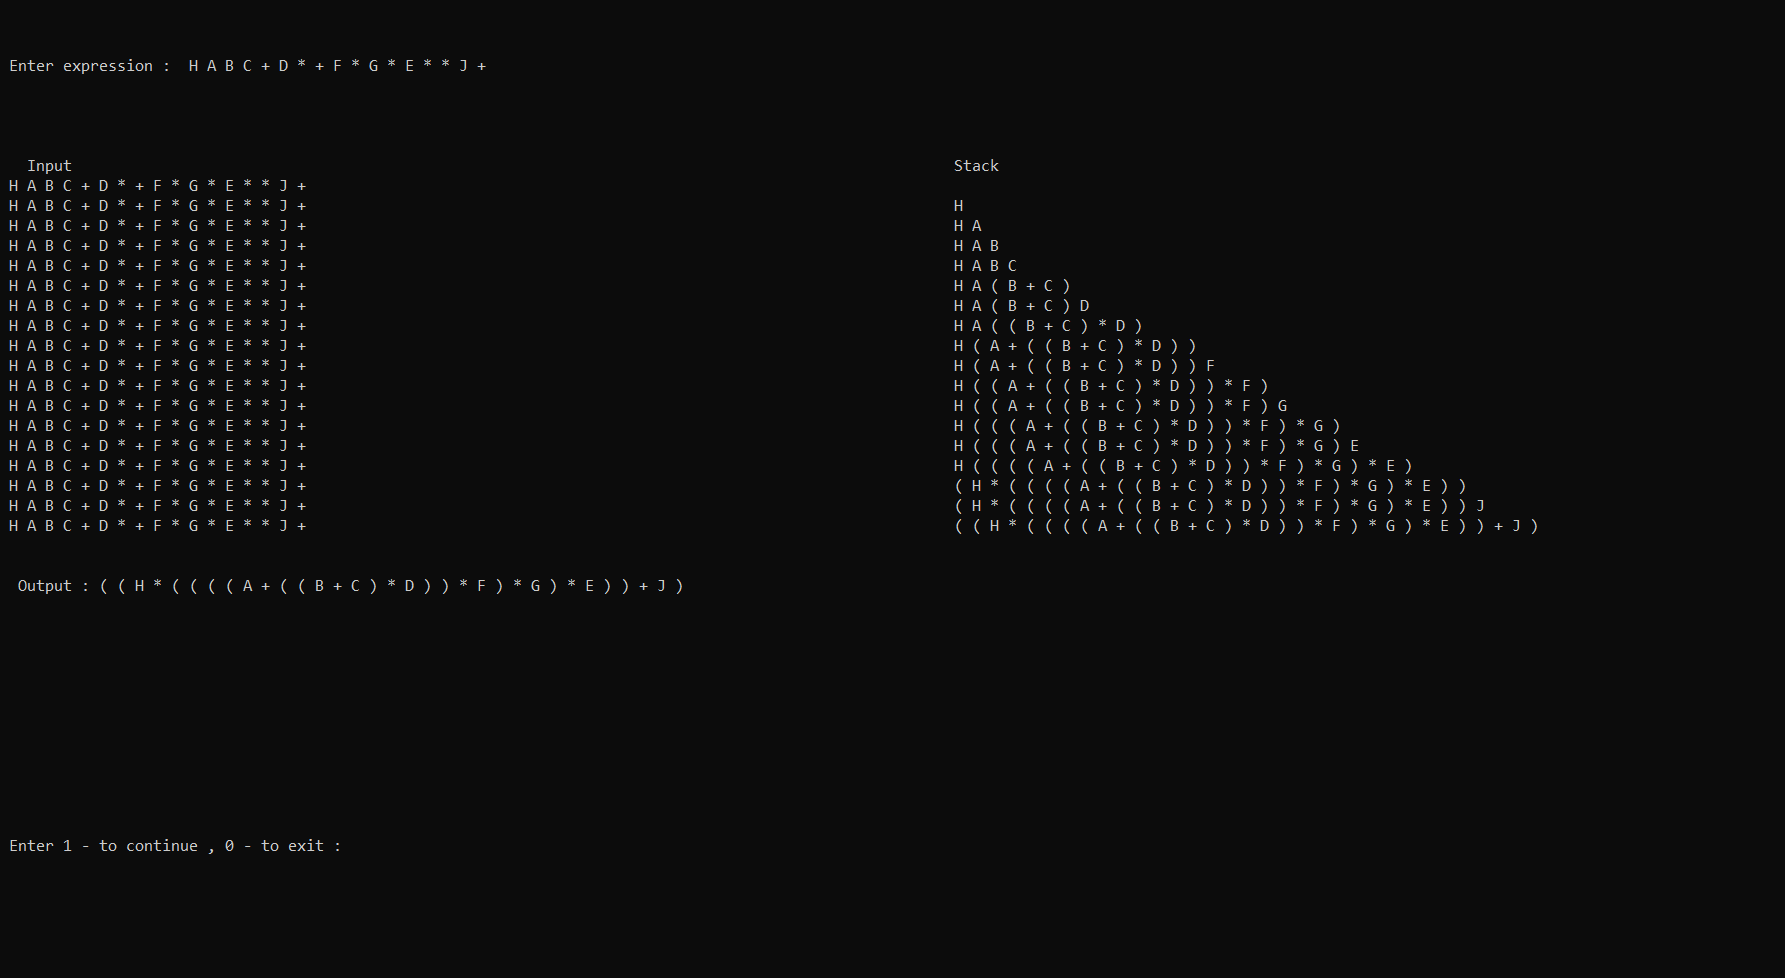 Enter expression :  H A B C + D * + F * G * E * * J +
Input Stack
H A B C + D * + F * G * E * * J +
H A B C + D * + F * G * E * * J + H
H A B C + D * + F * G * E * * J + H A
H A B C + D * + F * G * E * * J + H A B
H A B C + D * + F * G * E * * J + H A B C
H A B C + D * + F * G * E * * J + H A ( B + C )
H A B C + D * + F * G * E * * J + H A ( B + C ) D
H A B C + D * + F * G * E * * J + H A ( ( B + C ) * D )
H A B C + D * + F * G * E * * J + H ( A + ( ( B + C ) * D ) )
H A B C + D * + F * G * E * * J + H ( A + ( ( B + C ) * D ) ) F
H A B C + D * + F * G * E * * J + H ( ( A + ( ( B + C ) * D ) ) * F )
H A B C + D * + F * G * E * * J + H ( ( A + ( ( B + C ) * D ) ) * F ) G
H A B C + D * + F * G * E * * J + H ( ( ( A + ( ( B + C ) * D ) ) * F ) * G )
H A B C + D * + F * G * E * * J + H ( ( ( A + ( ( B + C ) * D ) ) * F ) * G ) E
H A B C + D * + F * G * E * * J + H ( ( ( ( A + ( ( B + C ) * D ) ) * F ) * G ) * E )
H A B C + D * + F * G * E * * J + ( H * ( ( ( ( A + ( ( B + C ) * D ) ) * F ) * G ) * E ) )
H A B C + D * + F * G * E * * J + ( H * ( ( ( ( A + ( ( B + C ) * D ) ) * F ) * G ) * E ) ) J
H A B C + D * + F * G * E * * J + ( ( H * ( ( ( ( A + ( ( B + C ) * D ) ) * F ) * G ) * E ) ) + J )
Output : ( ( H * ( ( ( ( A + ( ( B + C ) * D ) ) * F ) * G ) * E ) ) + J )
Enter 1 - to continue , 0 - to exit :